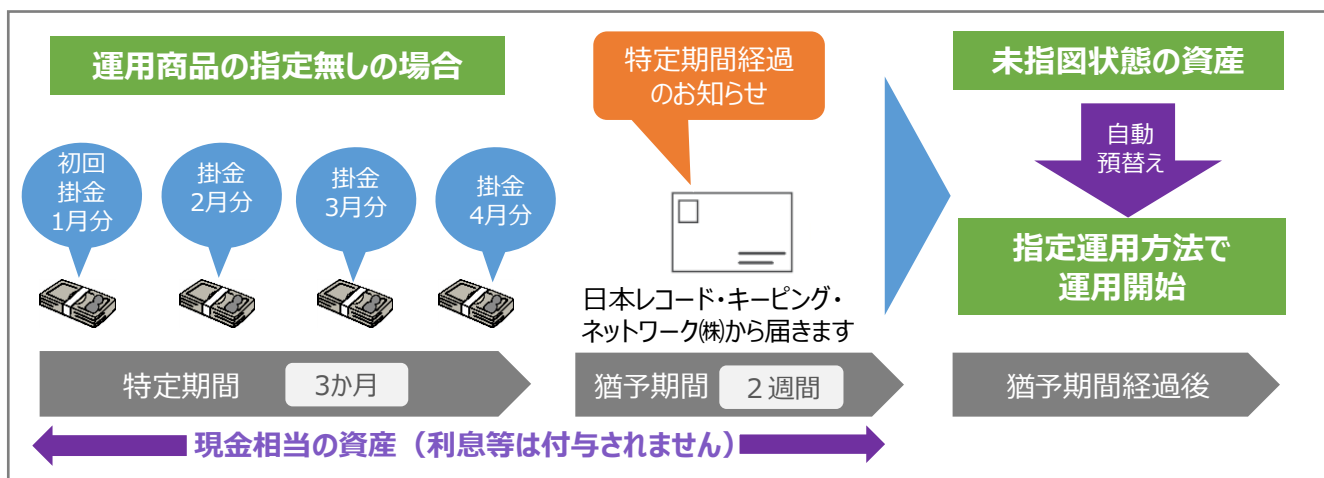 運用商品の指定無しの場合
初回
掛金
1月分
掛金
2月分
掛金
3月分
掛金
4月分
特定期間 3か月
特定期間経過
のお知らせ
日本レコード・キーピング・
ネットワーク㈱から届きます
猶予期間 2週間
現金相当の資産（利息等は付与されません）
未指図状態の資産
自動
預替え
指定運用方法で
運用開始
猶予期間経過後